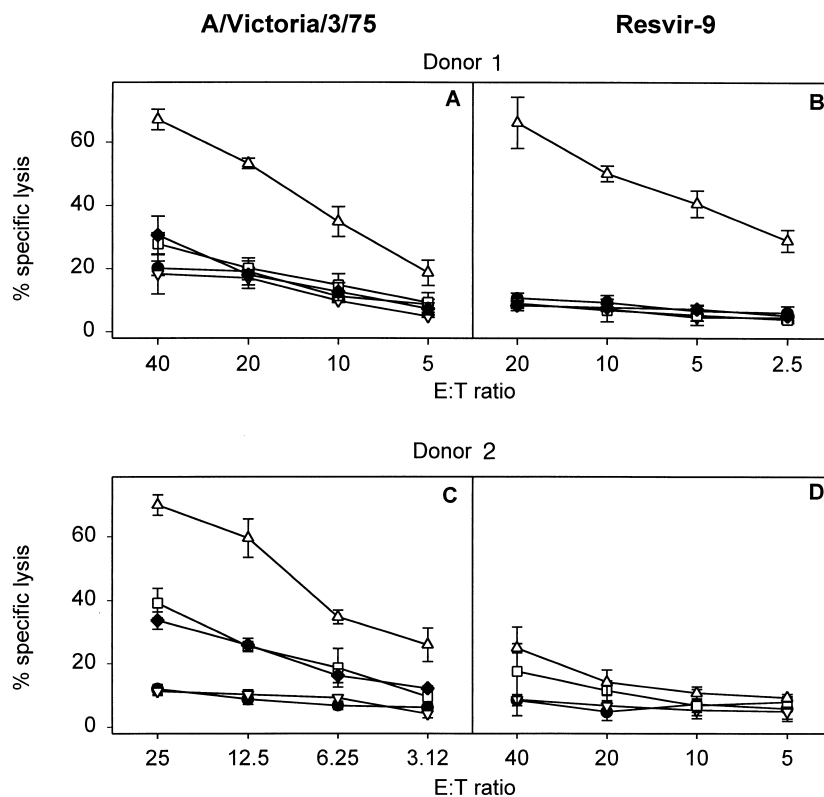 A/Victoria/3/75 Resvir-9
Donor 1
A B
% specific lysis
60
40
20
0
40 20 10 5 20 10 5 2.5
E:T ratio
Donor 2
C D
% specific lysis
60
40
20
0
25 12.5 6.25 3.12 40 20 10 5
E:T ratio